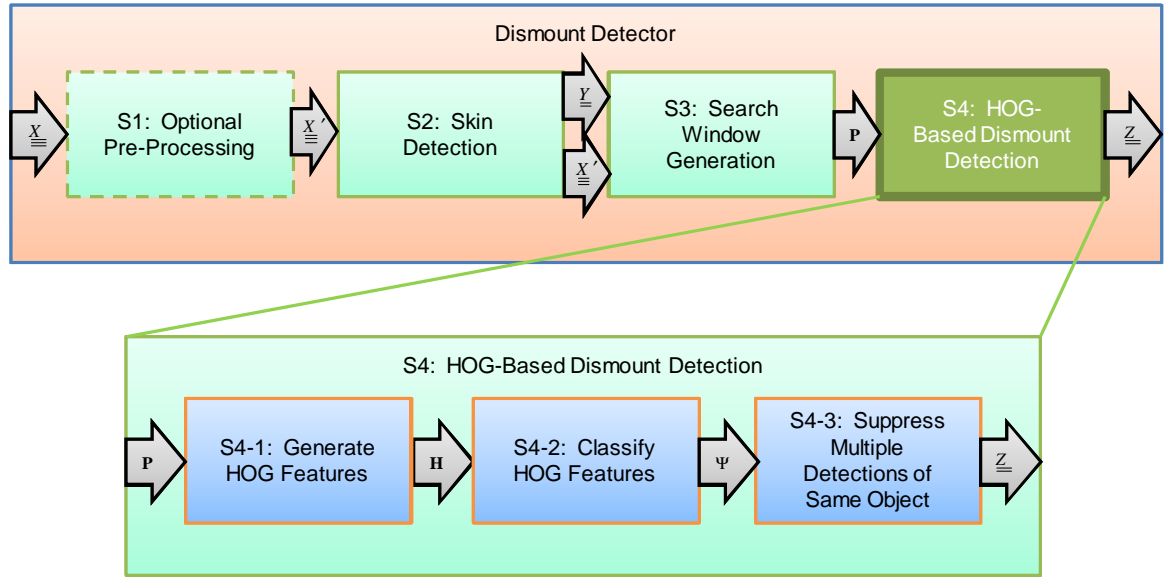 Dismount Detector
X
S1: Optional
Pre-Processing
X′
S2: Skin
Detection
Y
X′
S3: Search
Window
Generation
P
S4: HOG-
Based Dismount
Detection
Z
S4: HOG-Based Dismount Detection
P
S4-1: Generate
HOG Features
H
S4-2: Classify
HOG Features
Ψ
S4-3: Suppress
Multiple
Detections of
Same Object
Z